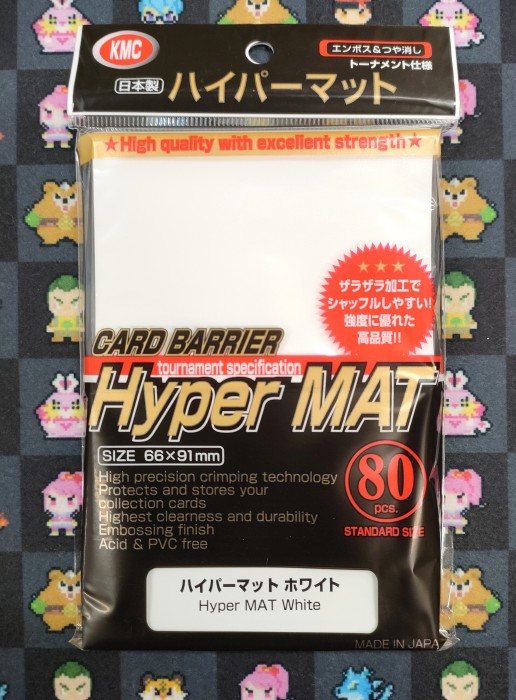 KMC
エンボス&つや消し
トーナメント仕様
日本製 ハイパーマット
★High quality with excellent strength★
ザラザラ加工で
シャッフルしやすい!
強度に優れた
高品質!!
CARD BARRIER
tournament specification
Hyper MAT
SIZE 66×91mm
High precision crimping technology
Protects and stores your
collection cards
Highest clearness and durability
Embossing finish
Acid & PVC free
80
pcs.
STANDARD SIZE
ハイパーマット ホワイト
Hyper MAT White
MADE IN JAPAN